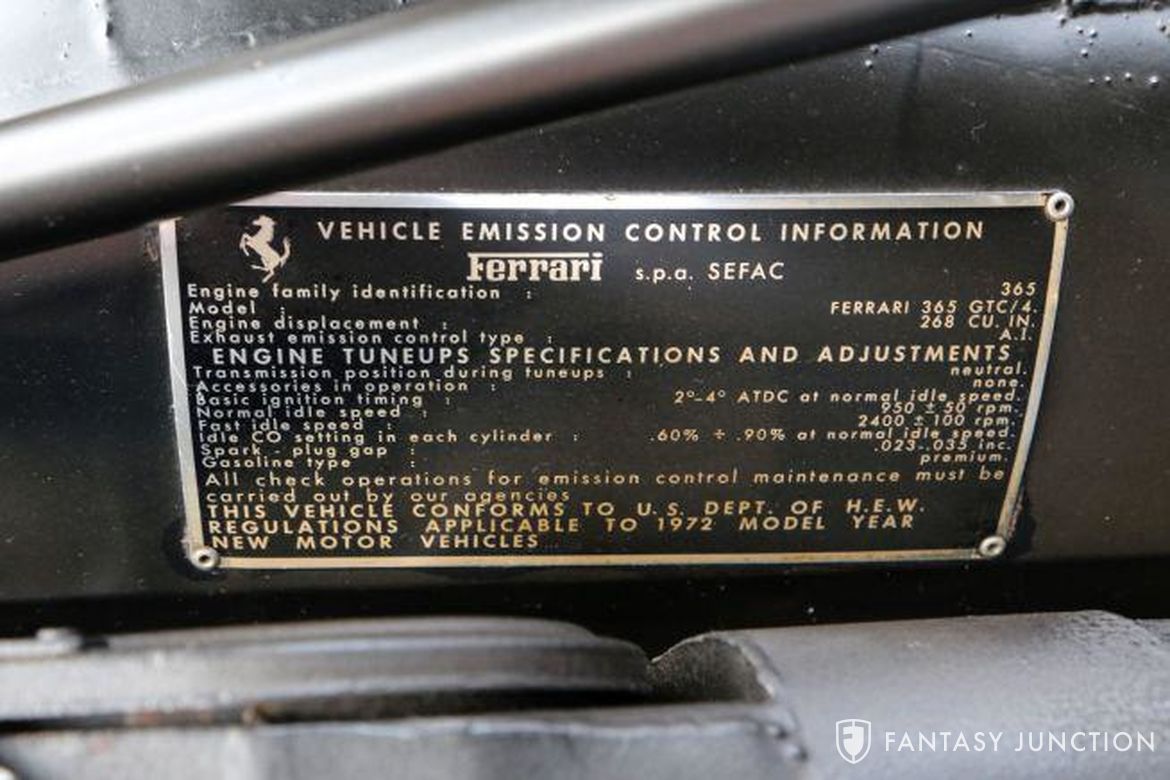 VEHICLE EMISSION CONTROL INFORMATION
Ferrari s.p.a. SEFAC
Engine family identification : 365
Model : FERRARI 365 GTC/4.
Engine displacement : 268 CU. IN.
Exhaust emission control type : A.I.
ENGINE TUNEUPS SPECIFICATIONS AND ADJUSTMENTS
Transmission position during tuneups : neutral.
Accessories in operation : none.
Basic ignition timing : 2°-4° ATDC at normal idle speed.
Normal idle speed : 950 ± 50 rpm.
Fast idle speed : 2400 ± 100 rpm.
Idle CO setting in each cylinder : .60% ÷ .90% at normal idle speed.
Spark - plug gap : .023-.035 inc.
Gasoline type : premium.
All check operations for emission control maintenance must be
carried out by our agencies
THIS VEHICLE CONFORMS TO U.S. DEPT. OF H.E.W.
REGULATIONS APPLICABLE TO 1972 MODEL YEAR
NEW MOTOR VEHICLES
FANTASY JUNCTION